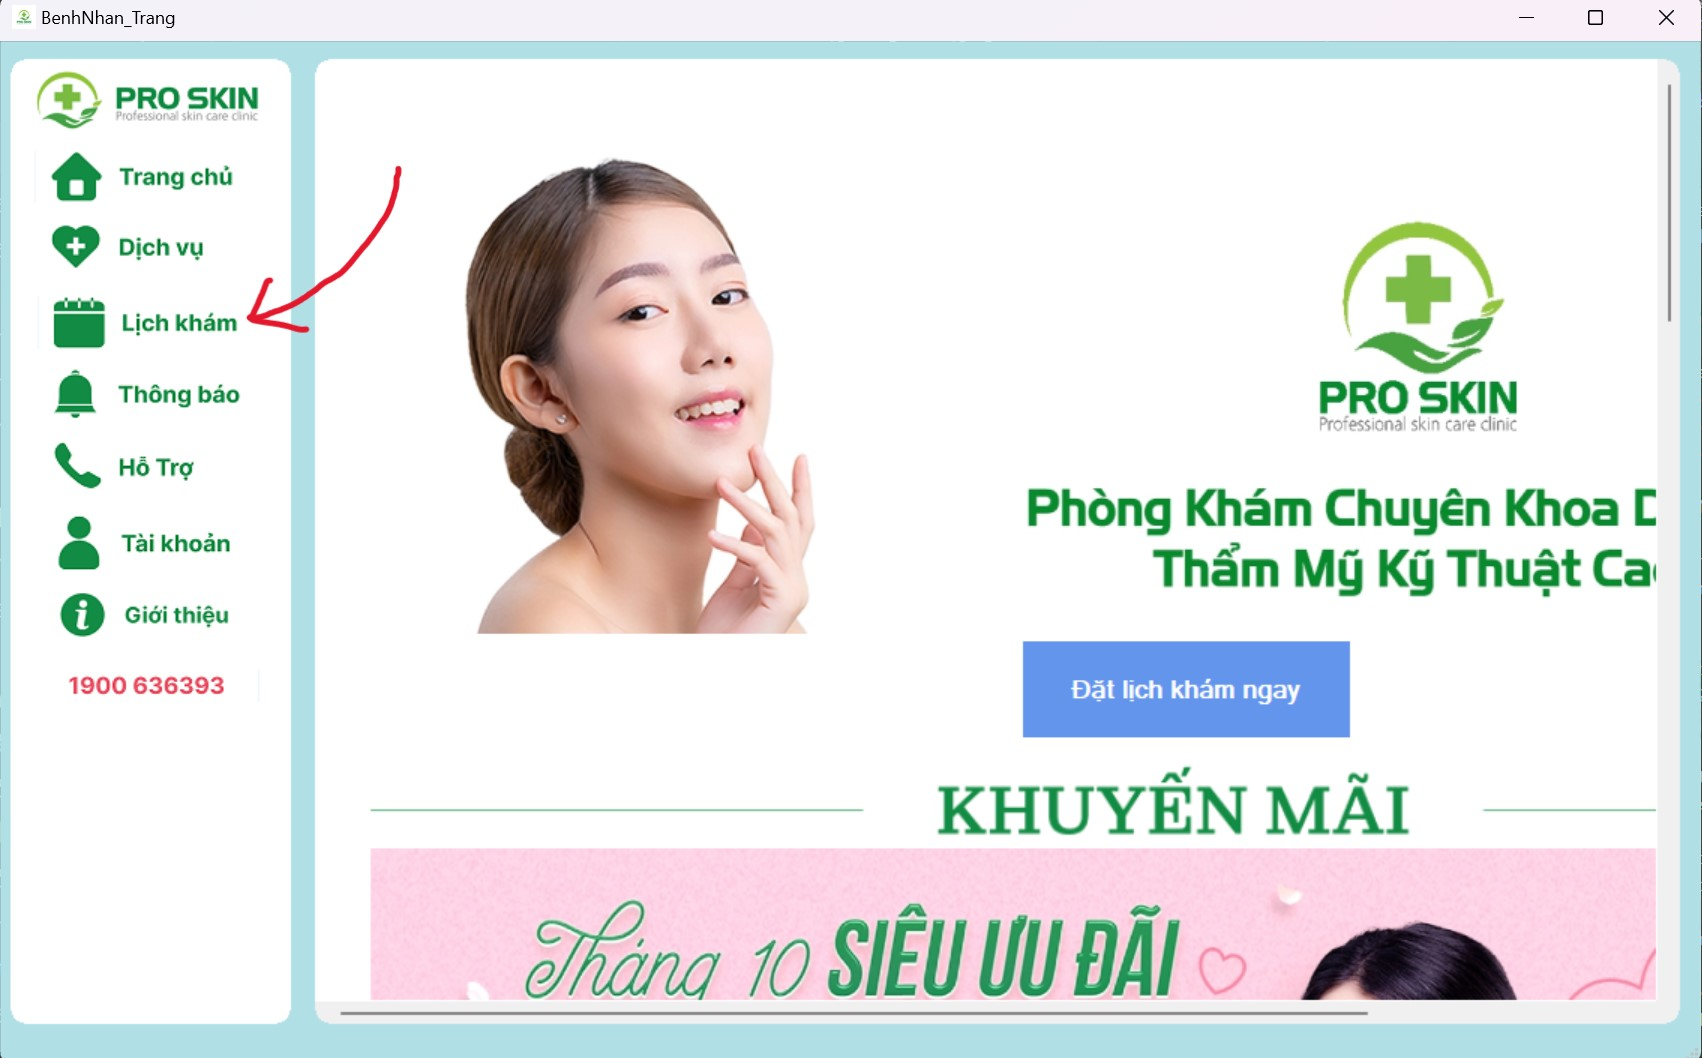 BenhNhan_Trang
PRO SKIN
Professional skin care clinic
Trang chủ
Dịch vụ
Lịch khám
Thông báo
Hỗ Trợ
Tài khoản
Giới thiệu
1900 636393
PRO SKIN
Professional skin care clinic
Phòng Khám Chuyên Khoa
Thẩm Mỹ Kỹ Thuật
Đặt lịch khám ngay
KHUYẾN MÃI
Tháng 10 SIÊU ƯU ĐÃI